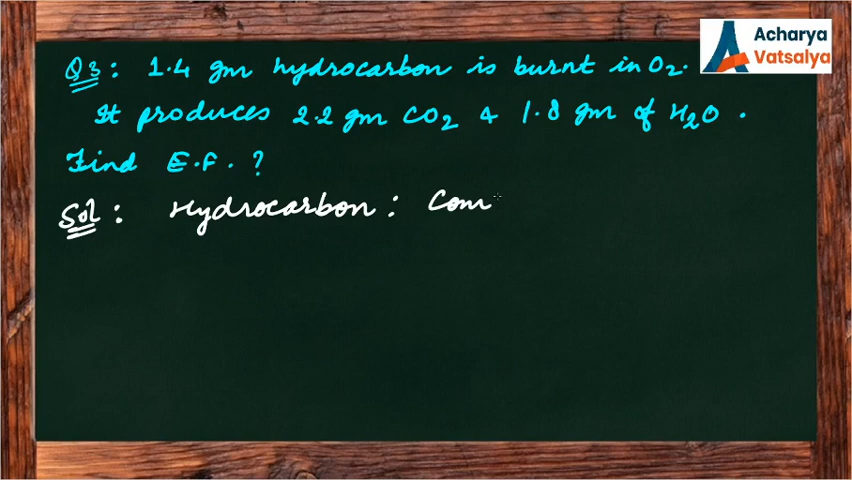 Acharya
Vatsalya
Q3: 1.4 gm hydrocarbon is burnt in O2.
It produces 2.2 gm CO2 & 1.8 gm of H2O.
Find E.F. ?
Sol: Hydrocarbon: Com